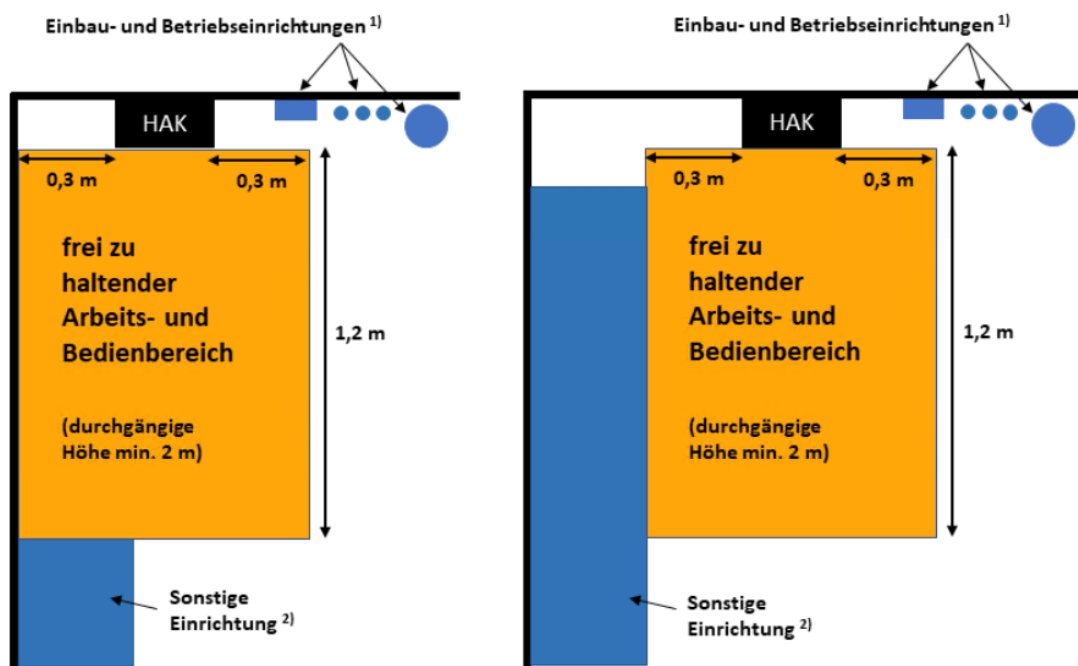 Einbau- und Betriebseinrichtungen 1)
HAK
0,3 m
0,3 m
frei zu
haltender
Arbeits- und
Bedienbereich
(durchgängige
Höhe min. 2 m)
1,2 m
Sonstige
Einrichtung 2)
Einbau- und Betriebseinrichtungen 1)
HAK
0,3 m
0,3 m
frei zu
haltender
Arbeits- und
Bedienbereich
(durchgängige
Höhe min. 2 m)
1,2 m
Sonstige
Einrichtung 2)